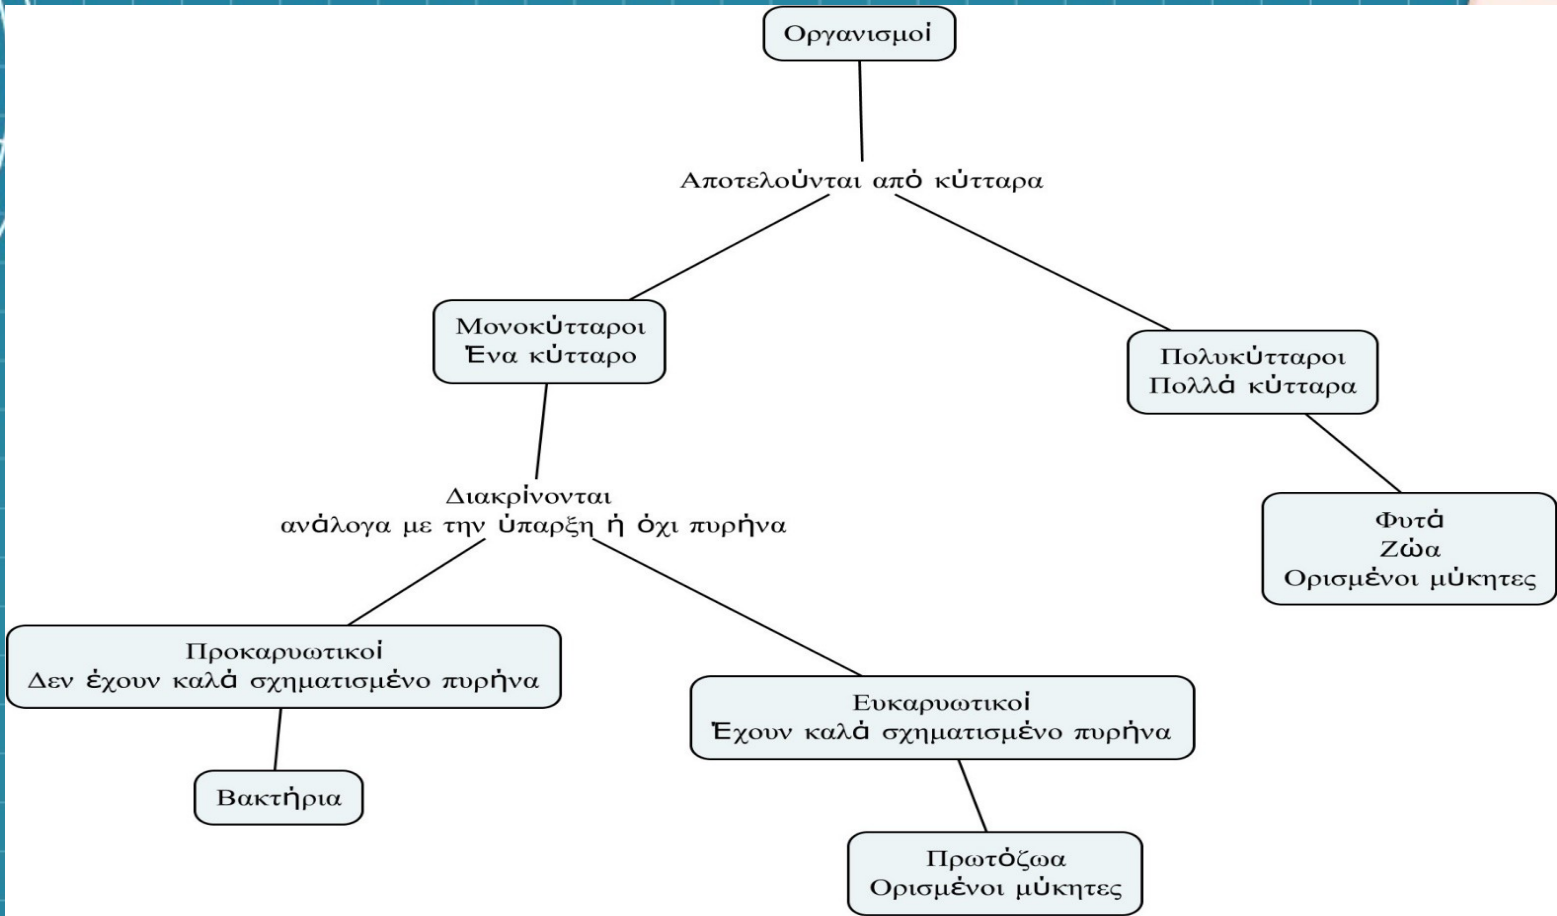 Οργανισμοί
Αποτελούνται από κύτταρα
Μονοκύτταροι
Ένα κύτταρο
Πολυκύτταροι
Πολλά κύτταρα
Διακρίνονται
ανάλογα με την ύπαρξη ή όχι πυρήνα
Φυτά
Ζώα
Ορισμένοι μύκητες
Προκαρυωτικοί
Δεν έχουν καλά σχηματισμένο πυρήνα
Ευκαρυωτικοί
Έχουν καλά σχηματισμένο πυρήνα
Βακτήρια
Πρωτόζωα
Ορισμένοι μύκητες